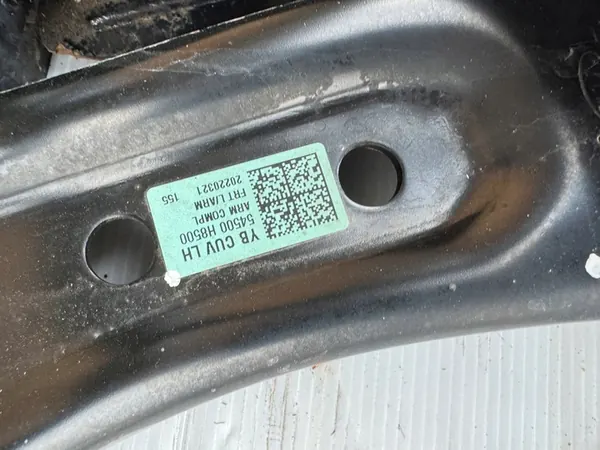 YB CUV LH
54500 H8500
ARM COMPL
FRT L/ARM
20220321
155